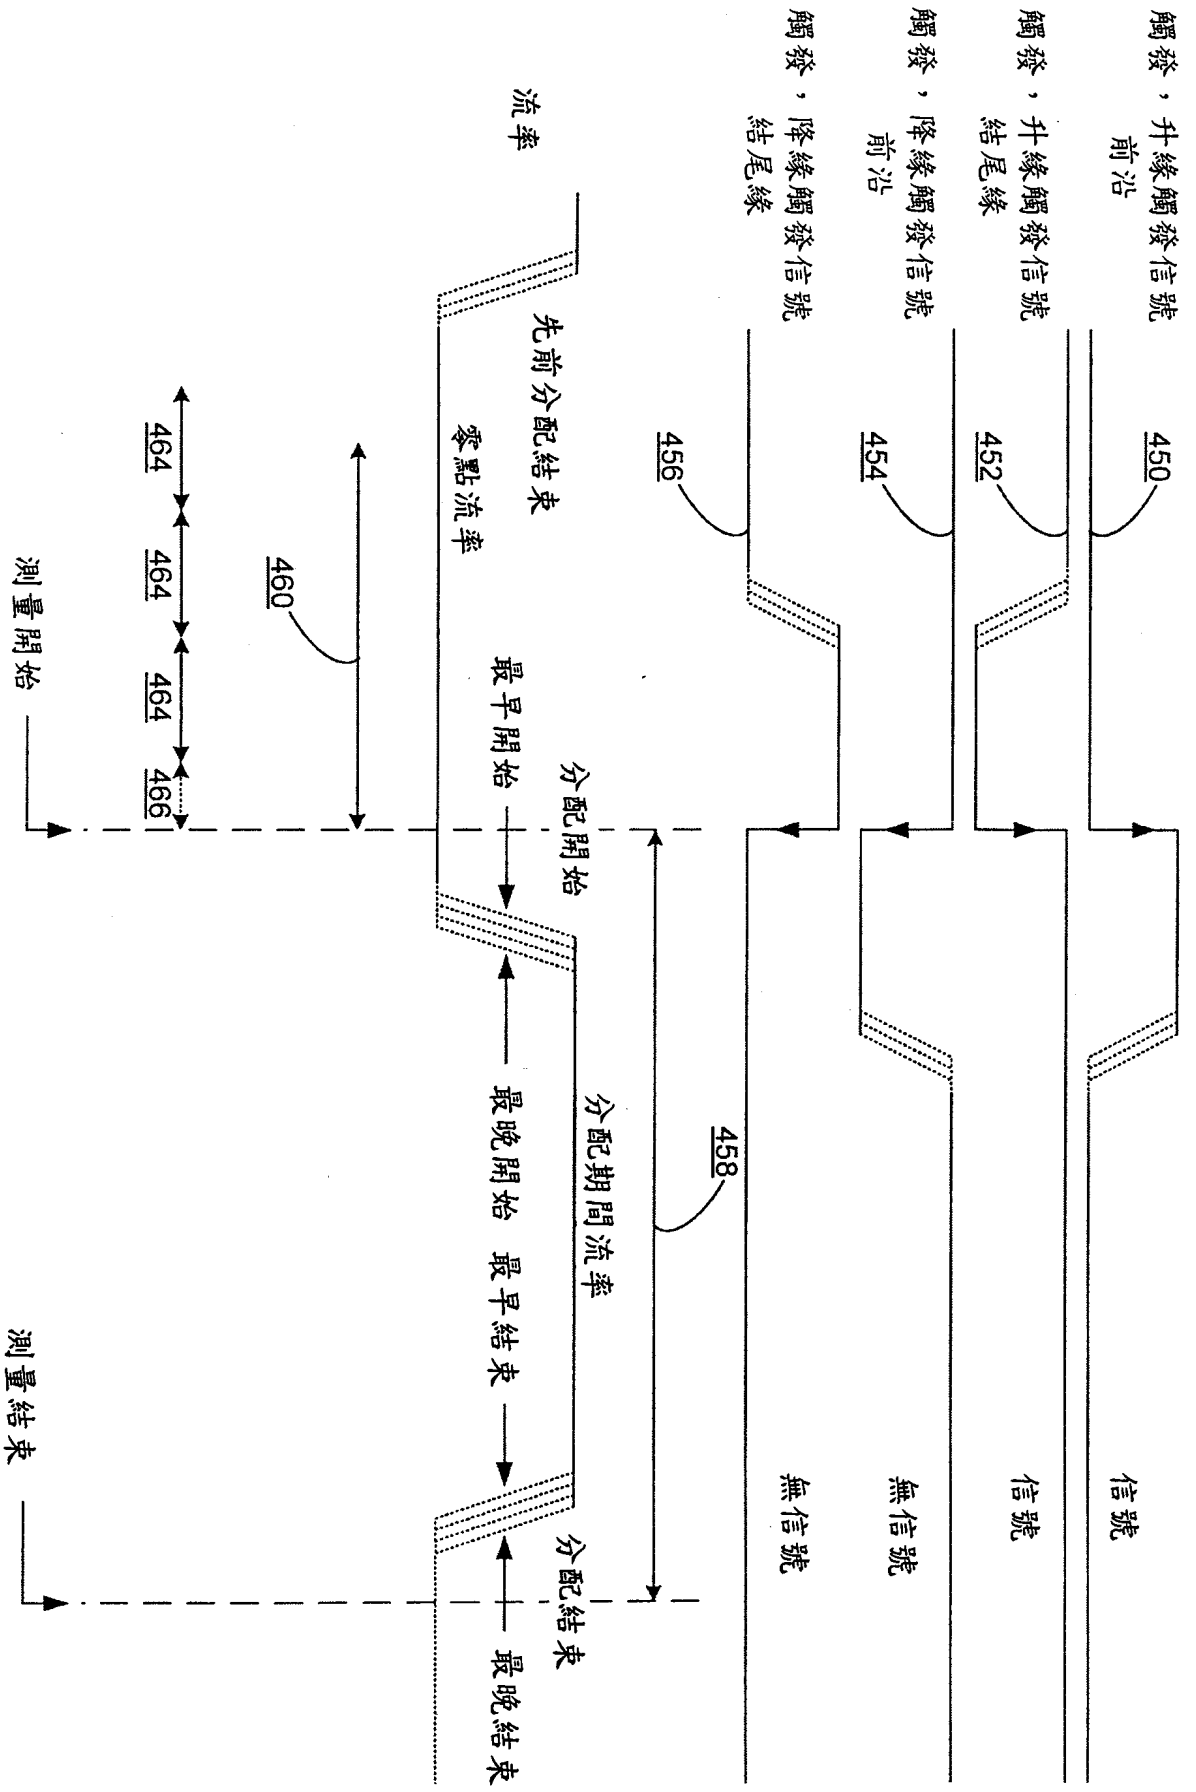 觸發，升緣觸發信號
前沿
450
信號
觸發，升緣觸發信號
結尾緣
452
信號
觸發，降緣觸發信號
前沿
454
無信號
觸發，降緣觸發信號
結尾緣
456
無信號
458
流率
先前分配結束
零點流率
分配開始
最早開始
最晚開始
分配期間流率
最早結束
分配結束
最晚結束
460
464
464
464
466
測量開始
測量結束